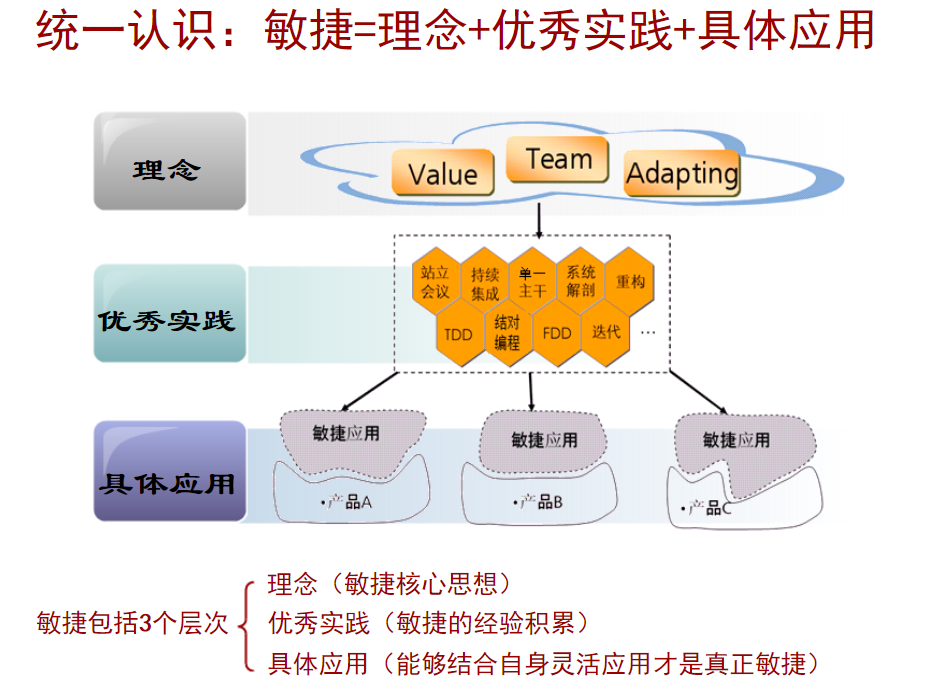 统一认识：敏捷=理念+优秀实践+具体应用
理念
Value
Team
Adapting
优秀实践
站立
会议
持续
集成
单一
主干
系统
解剖
重构
TDD
结对
编程
FDD
迭代
...
具体应用
敏捷应用
敏捷应用
敏捷应用
•产品A
•产品B
•产品C
敏捷包括3个层次
理念（敏捷核心思想）
优秀实践（敏捷的经验积累）
具体应用（能够结合自身灵活应用才是真正敏捷）